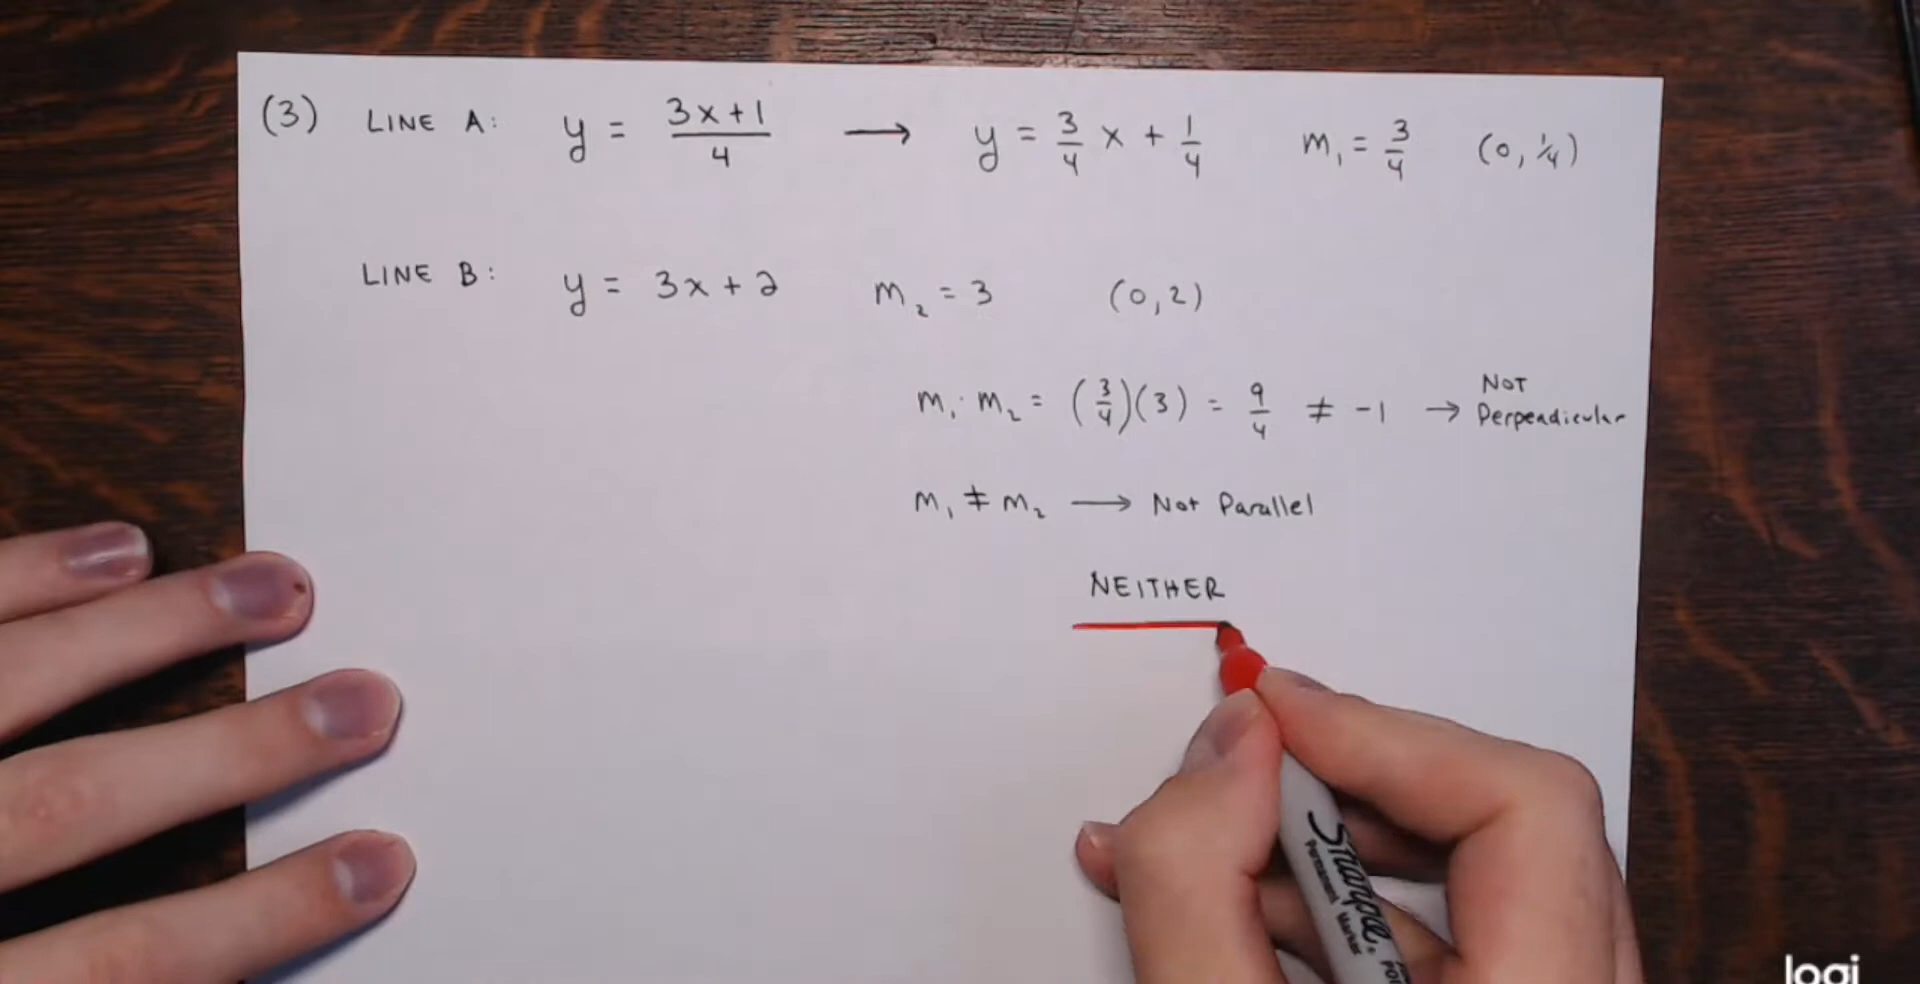 (3) LINE A: y = 3x+1/4 → y = 3/4 x + 1/4 m₁ = 3/4 (0, 1/4)
LINE B: y = 3x + 2 m₂ = 3 (0, 2)
m₁ · m₂ = (3/4)(3) = 9/4 ≠ -1 → NOT Perpendicular
m₁ ≠ m₂ → Not Parallel
NEITHER
Sharpie
Permanent Marker
logi